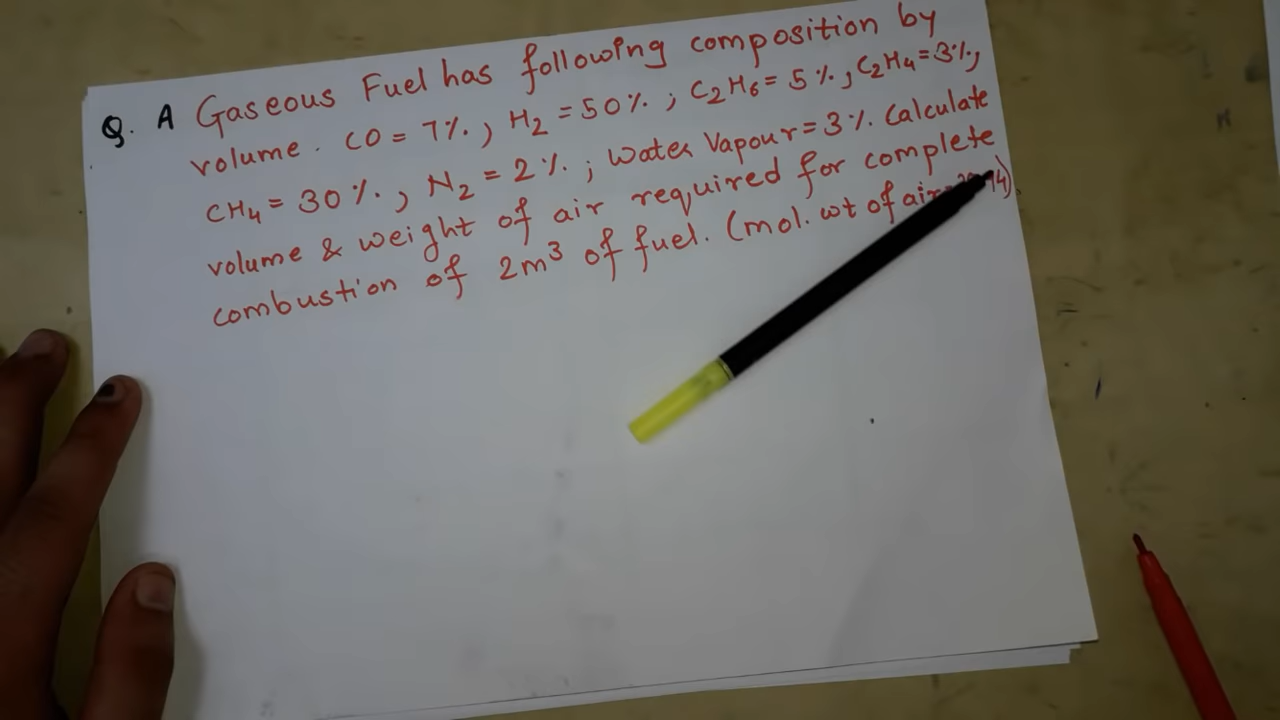 Q. A Gaseous Fuel has following composition by
volume. CO = 7%, H2 = 50%; C2H6 = 5%, C2H4 = 3%,
CH4 = 30%, N2 = 2%; Water Vapour = 3%. Calculate
volume & weight of air required for complete
combustion of 2m³ of fuel. (mol. wt of air